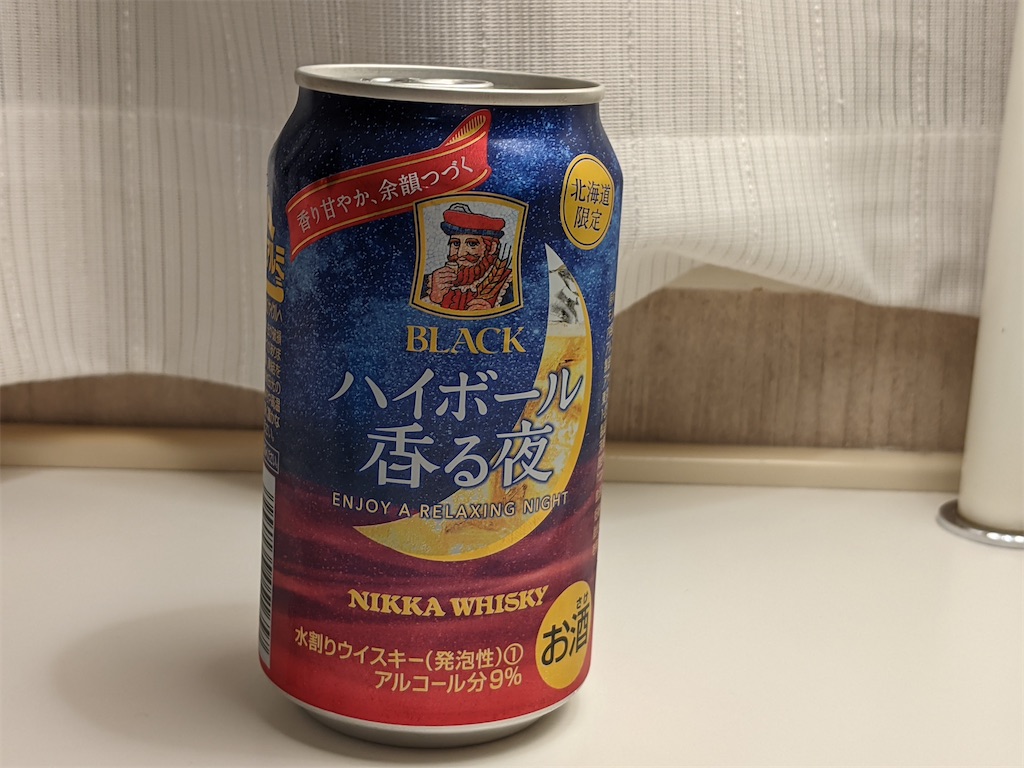 香り甘やか、余韻つづく
北海道
限定
BLACK
ハイボール
香る夜
ENJOY A RELAXING NIGHT
NIKKA WHISKY
さけ
お酒
水割りウイスキー(発泡性)①
アルコール分9%